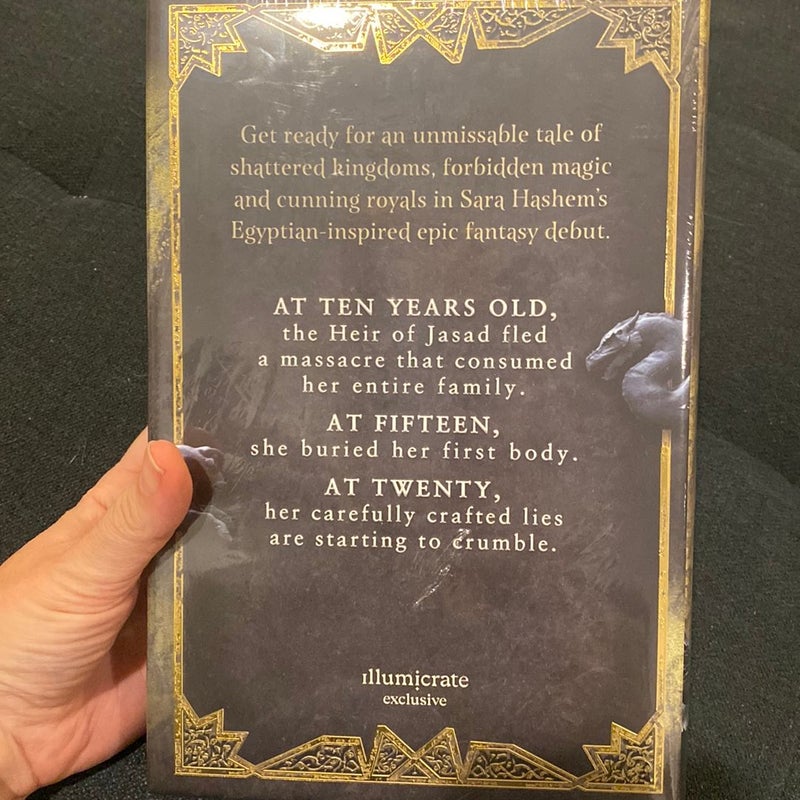 Get ready for an unmissable tale of
shattered kingdoms, forbidden magic
and cunning royals in Sara Hashem's
Egyptian-inspired epic fantasy debut.
AT TEN YEARS OLD,
the Heir of Jasad fled
a massacre that consumed
her entire family.
AT FIFTEEN,
she buried her first body.
AT TWENTY,
her carefully crafted lies
are starting to crumble.
illumicrate
exclusive